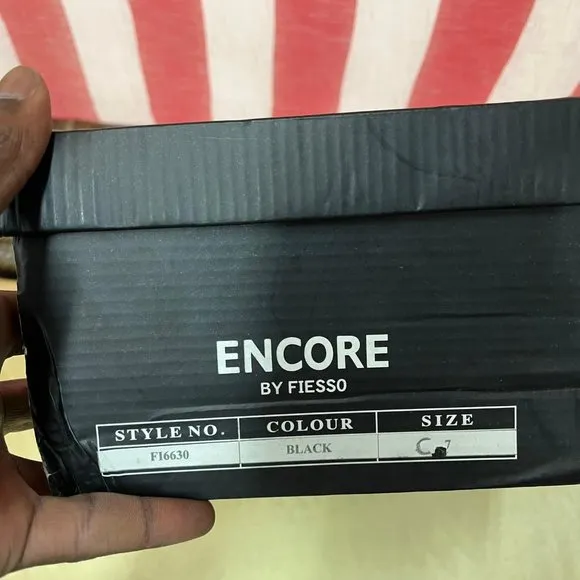 ENCORE
BY FIESSO
STYLE NO. COLOUR SIZE
FI6630 BLACK C 7